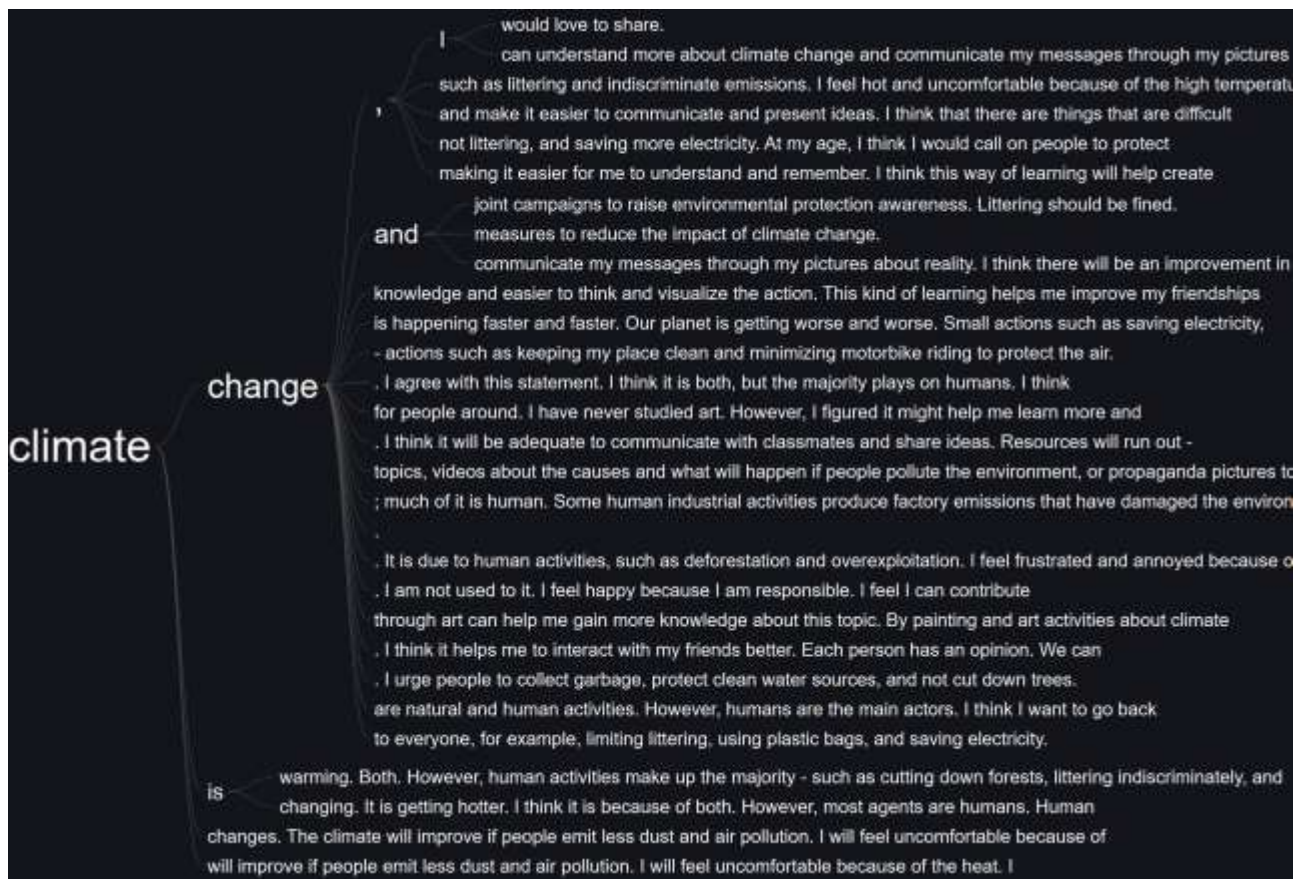 would love to share.
I
can understand more about climate change and communicate my messages through my pictures
such as littering and indiscriminate emissions. I feel hot and uncomfortable because of the high
,
and make it easier to communicate and present ideas. I think that there are things that are difficult
not littering, and saving more electricity. At my age, I think I would call on people to protect
making it easier for me to understand and remember. I think this way of learning will help create
joint campaigns to raise environmental protection awareness. Littering should be fined.
and
measures to reduce the impact of climate change.
communicate my messages through my pictures about reality. I think there will be an improvement in
knowledge and easier to think and visualize the action. This kind of learning helps me improve my friendships
is happening faster and faster. Our planet is getting worse and worse. Small actions such as saving electricity,
- actions such as keeping my place clean and minimizing motorbike riding to protect the air.
change
. I agree with this statement. I think it is both, but the majority plays on humans. I think
for people around. I have never studied art. However, I figured it might help me learn more and
climate
. I think it will be adequate to communicate with classmates and share ideas. Resources will run out -
topics, videos about the causes and what will happen if people pollute the environment, or propaganda pictures to
; much of it is human. Some human industrial activities produce factory emissions that have damaged the environ
.
. It is due to human activities, such as deforestation and overexploitation. I feel frustrated and annoyed because
. I am not used to it. I feel happy because I am responsible. I feel I can contribute
through art can help me gain more knowledge about this topic. By painting and art activities about climate
. I think it helps me to interact with my friends better. Each person has an opinion. We can
. I urge people to collect garbage, protect clean water sources, and not cut down trees.
are natural and human activities. However, humans are the main actors. I think I want to go back
to everyone, for example, limiting littering, using plastic bags, and saving electricity.
warming. Both. However, human activities make up the majority - such as cutting down forests, littering indiscriminately, and
is
changing. It is getting hotter. I think it is because of both. However, most agents are humans. Human
changes. The climate will improve if people emit less dust and air pollution. I will feel uncomfortable because of
will improve if people emit less dust and air pollution. I will feel uncomfortable because of the heat. I